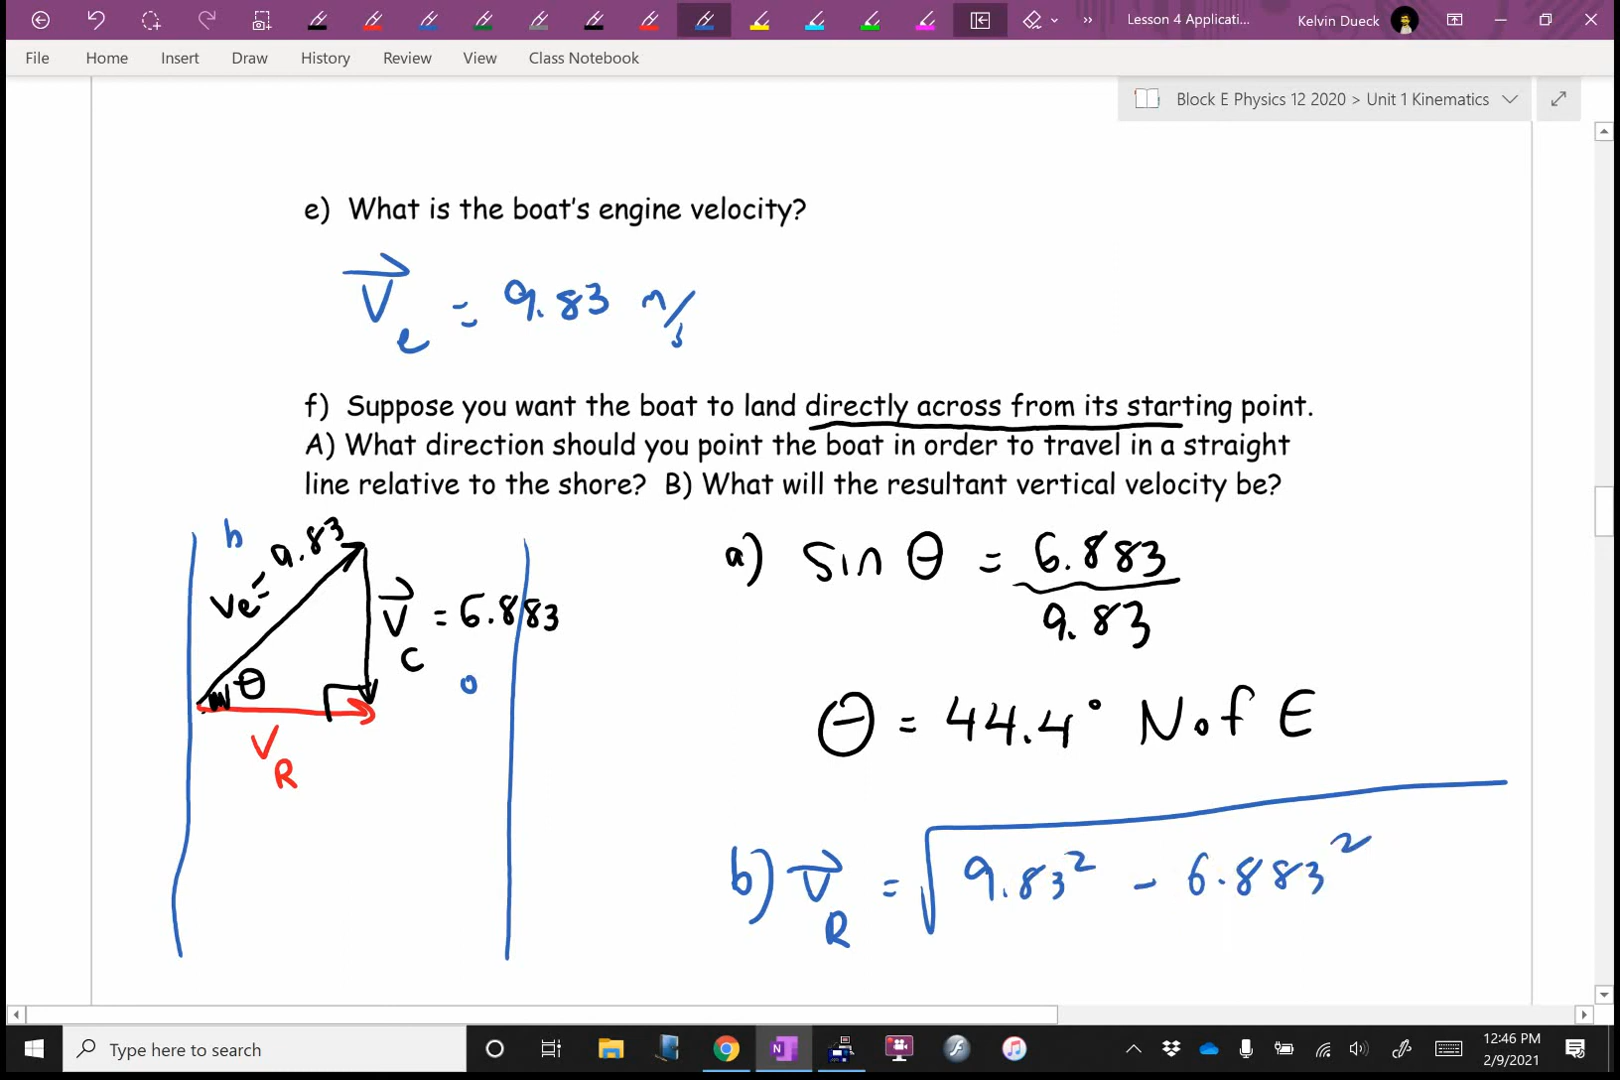 Lesson 4 Applicati...
Kelvin Dueck
File Home Insert Draw History Review View Class Notebook
Block E Physics 12 2020 > Unit 1 Kinematics
e) What is the boat's engine velocity?
V e = 9.83 m/s
f) Suppose you want the boat to land directly across from its starting point.
A) What direction should you point the boat in order to travel in a straight
line relative to the shore? B) What will the resultant vertical velocity be?
h
Ve = 9.83
V c = 6.883
θ
o
V R
a) sin θ = 6.883 / 9.83
θ = 44.4° N of E
b) V R = √ 9.83² - 6.883²
Type here to search
12:46 PM
2/9/2021